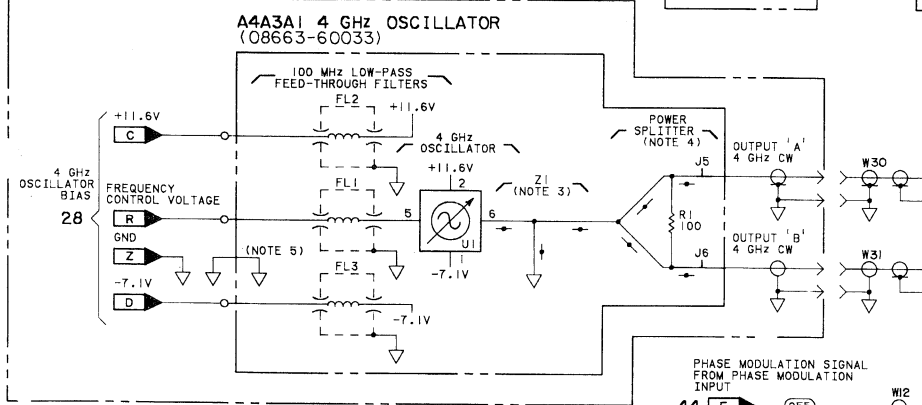 A4A3A1 4 GHz OSCILLATOR
(08663-60033)
100 MHz LOW-PASS
FEED-THROUGH FILTERS
FL2
+11.6V
+11.6V
C
4 GHz
OSCILLATOR
BIAS
28
FREQUENCY
CONTROL VOLTAGE
R
GND
Z
-7.1V
D
(NOTE 5)
FL1
FL3
-7.1V
4 GHz
OSCILLATOR
+11.6V
2
5
6
U1
1
-7.1V
Z1
(NOTE 3)
POWER
SPLITTER
(NOTE 4)
J5
R1
100
J6
OUTPUT 'A'
4 GHz CW
W30
OUTPUT 'B'
4 GHz CW
W31
PHASE MODULATION SIGNAL
FROM PHASE MODULATION
INPUT
W12